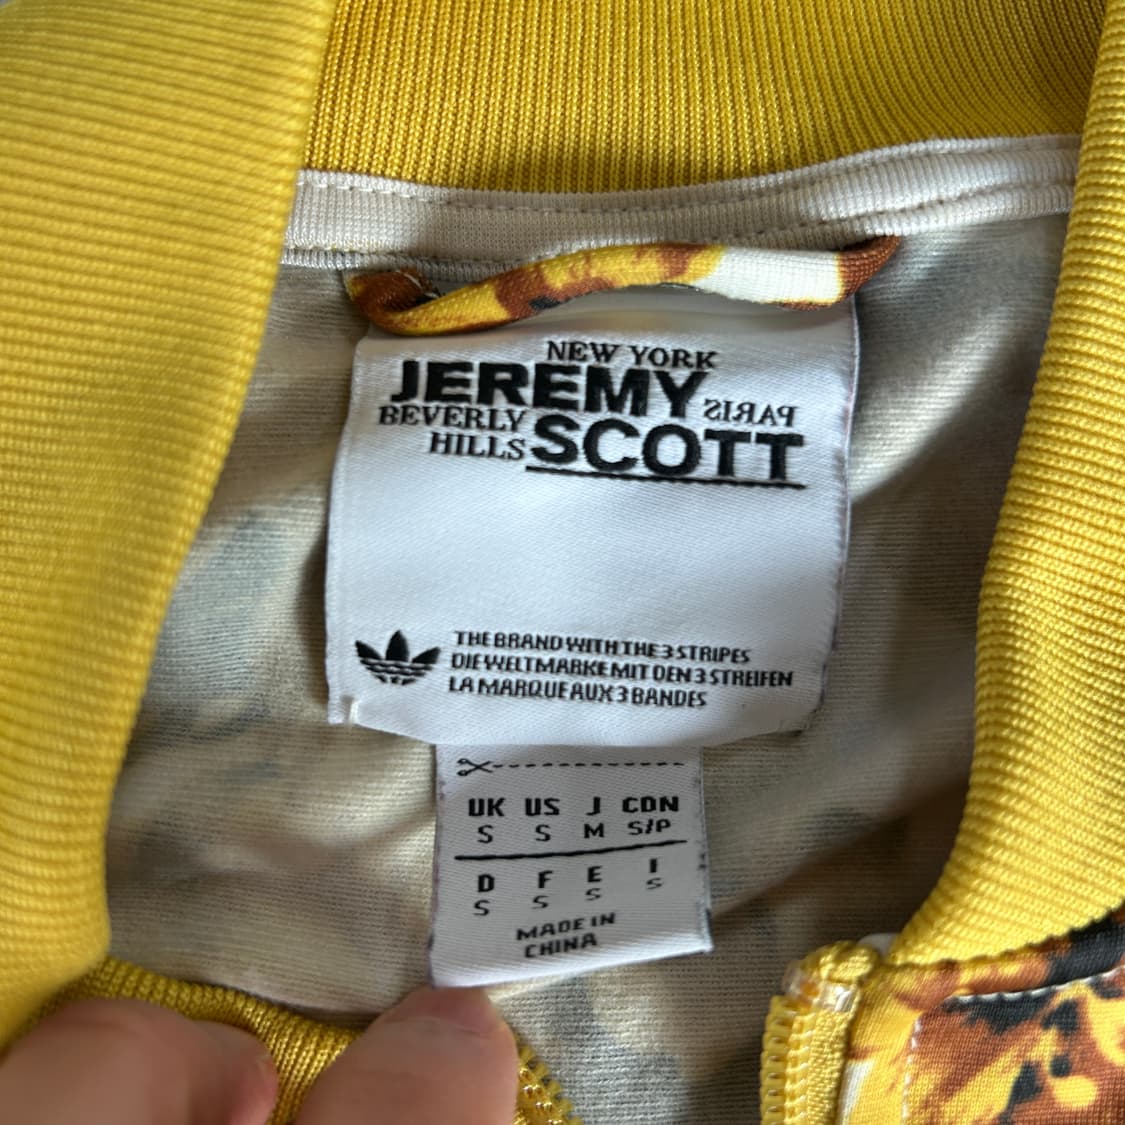 NEW YORK
JEREMY
PARIS
BEVERLY
HILLS
SCOTT
THE BRAND WITH THE 3 STRIPES
DIE WELTMARKE MIT DEN 3 STREIFEN
LA MARQUE AUX 3 BANDES
UK US J CDN
S S M S/P
D F E I
S S S S
MADE IN
CHINA